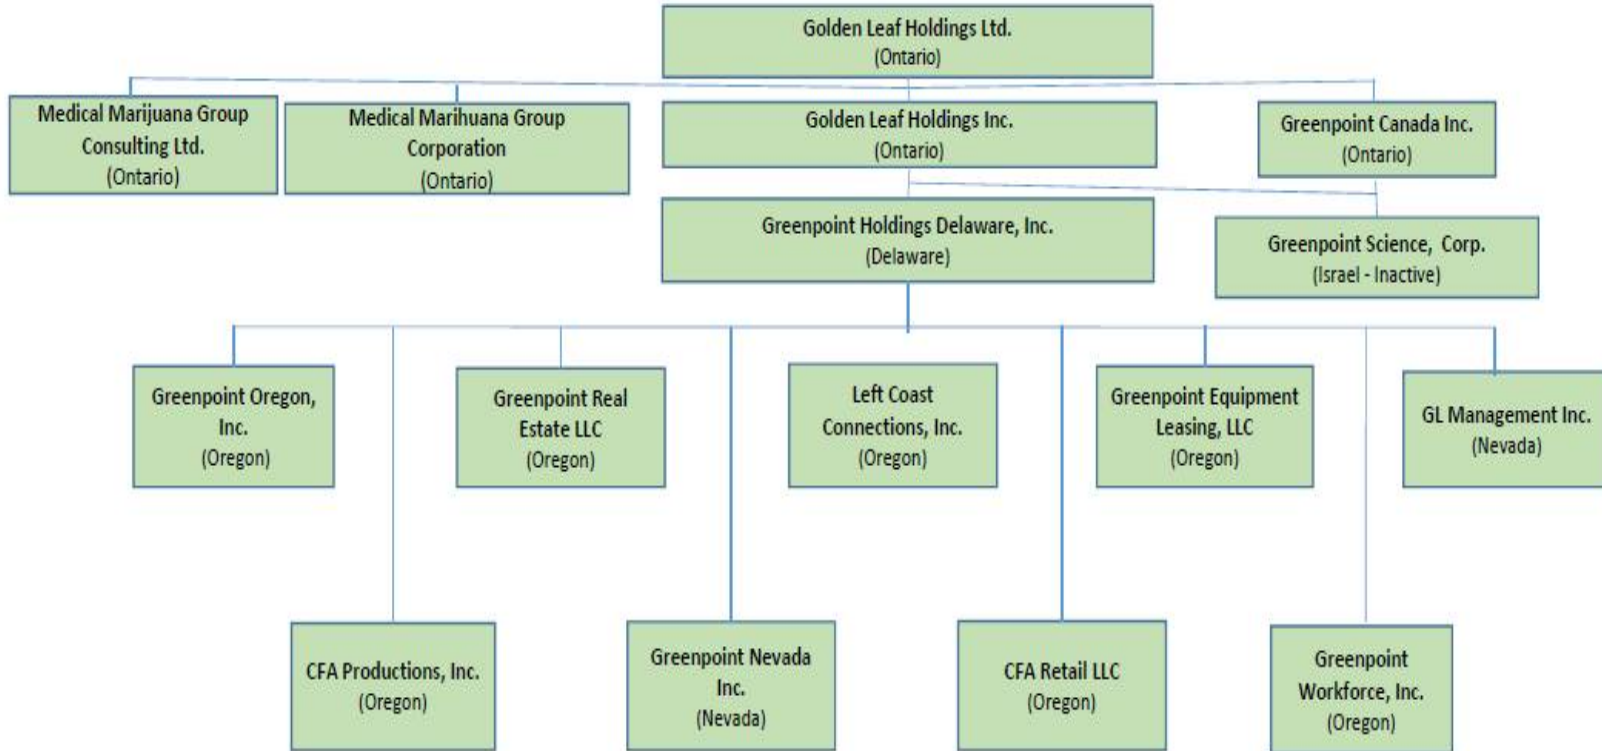 Golden Leaf Holdings Ltd.
(Ontario)
Medical Marijuana Group
Consulting Ltd.
(Ontario)
Medical Marihuana Group
Corporation
(Ontario)
Golden Leaf Holdings Inc.
(Ontario)
Greenpoint Canada Inc.
(Ontario)
Greenpoint Holdings Delaware, Inc.
(Delaware)
Greenpoint Science, Corp.
(Israel - Inactive)
Greenpoint Oregon,
Inc.
(Oregon)
Greenpoint Real
Estate LLC
(Oregon)
Left Coast
Connections, Inc.
(Oregon)
Greenpoint Equipment
Leasing, LLC
(Oregon)
GL Management Inc.
(Nevada)
CFA Productions, Inc.
(Oregon)
Greenpoint Nevada
Inc.
(Nevada)
CFA Retail LLC
(Oregon)
Greenpoint
Workforce, Inc.
(Oregon)